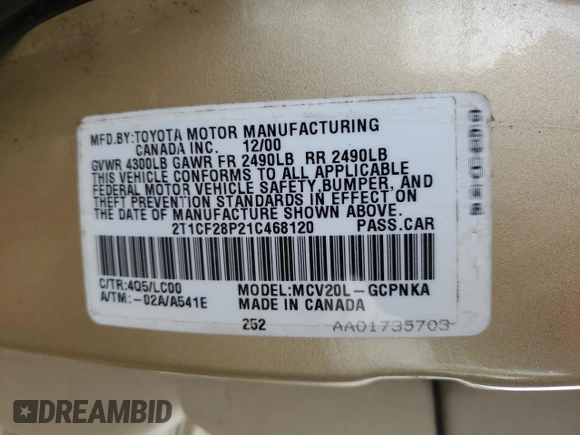 MFD.BY:TOYOTA MOTOR MANUFACTURING
CANADA INC. 12/00
GVWR 4300LB GAWR FR 2490LB RR 2490LB
THIS VEHICLE CONFORMS TO ALL APPLICABLE
FEDERAL MOTOR VEHICLE SAFETY,BUMPER, AND
THEFT PREVENTION STANDARDS IN EFFECT ON
THE DATE OF MANUFACTURE SHOWN ABOVE.
2T1CF28P21C468120 PASS.CAR
C/TR:4Q5/LC00 MODEL:MCV20L-GCPNKA
A/TM:-02A/A541E MADE IN CANADA
252 AA01735703
DREAMBID